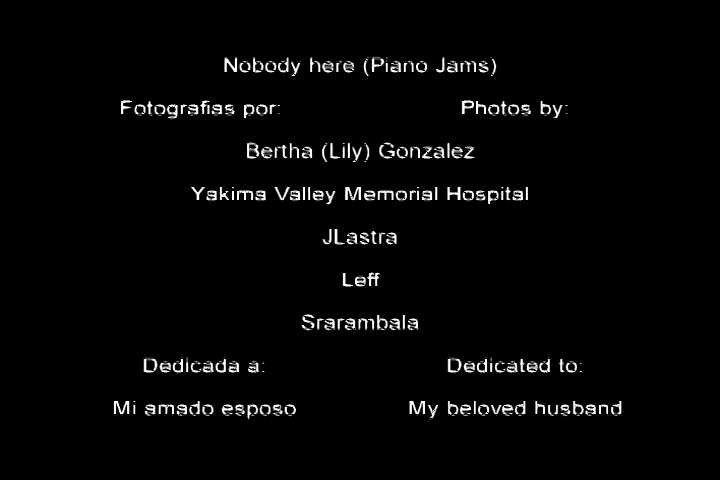 Nobody here (Piano Jams)
Fotografias por: Photos by:
Bertha (Lily) Gonzalez
Yakima Valley Memorial Hospital
JLastra
Leff
Srarambala
Dedicada a: Dedicated to:
Mi amado esposo My beloved husband